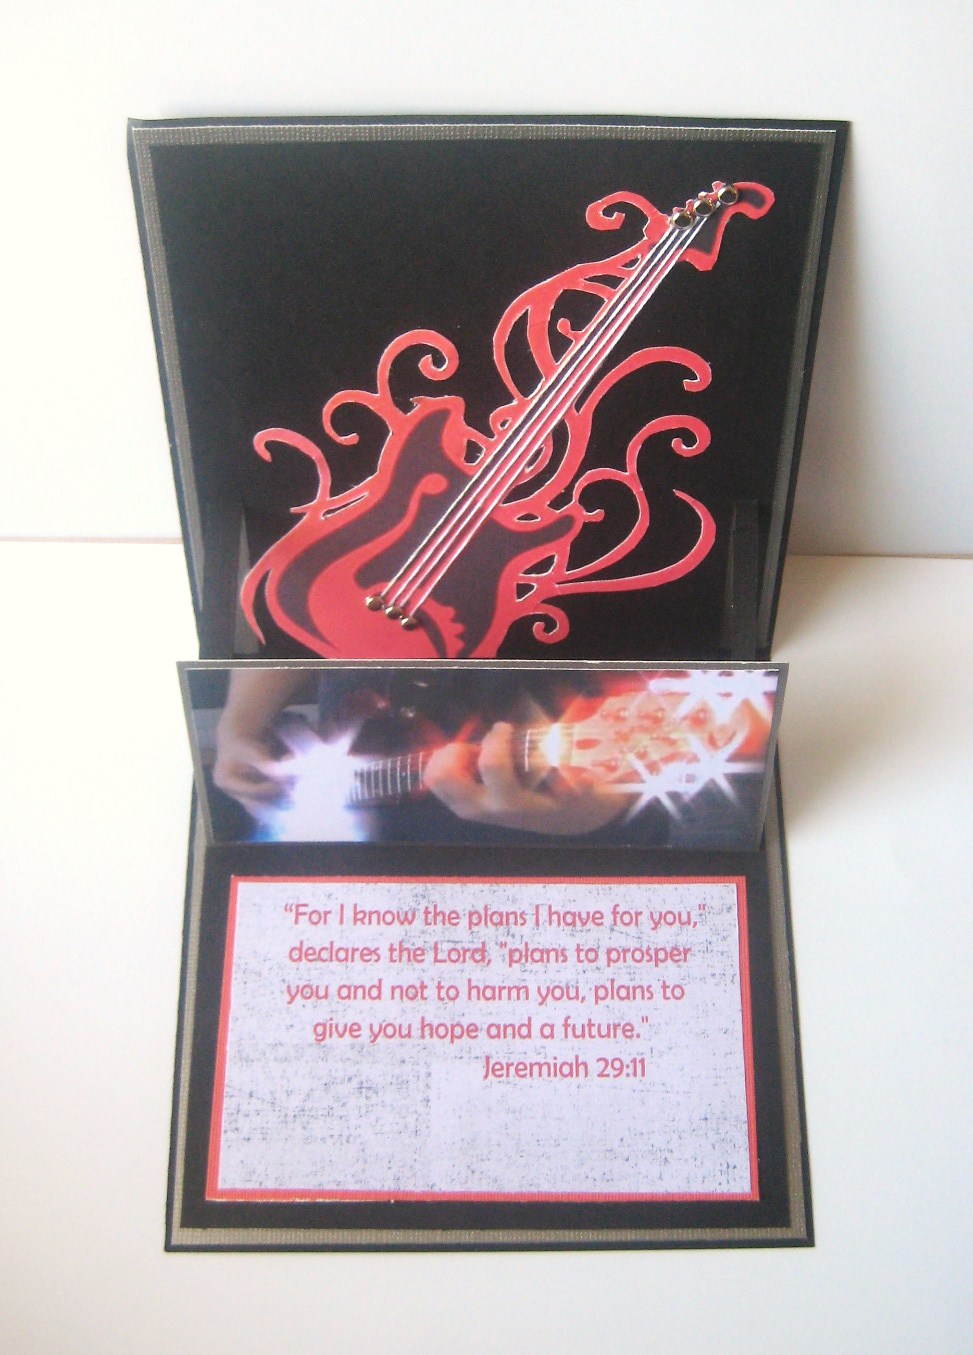 “For I know the plans I have for you,"
declares the Lord, "plans to prosper
you and not to harm you, plans to
give you hope and a future."
Jeremiah 29:11